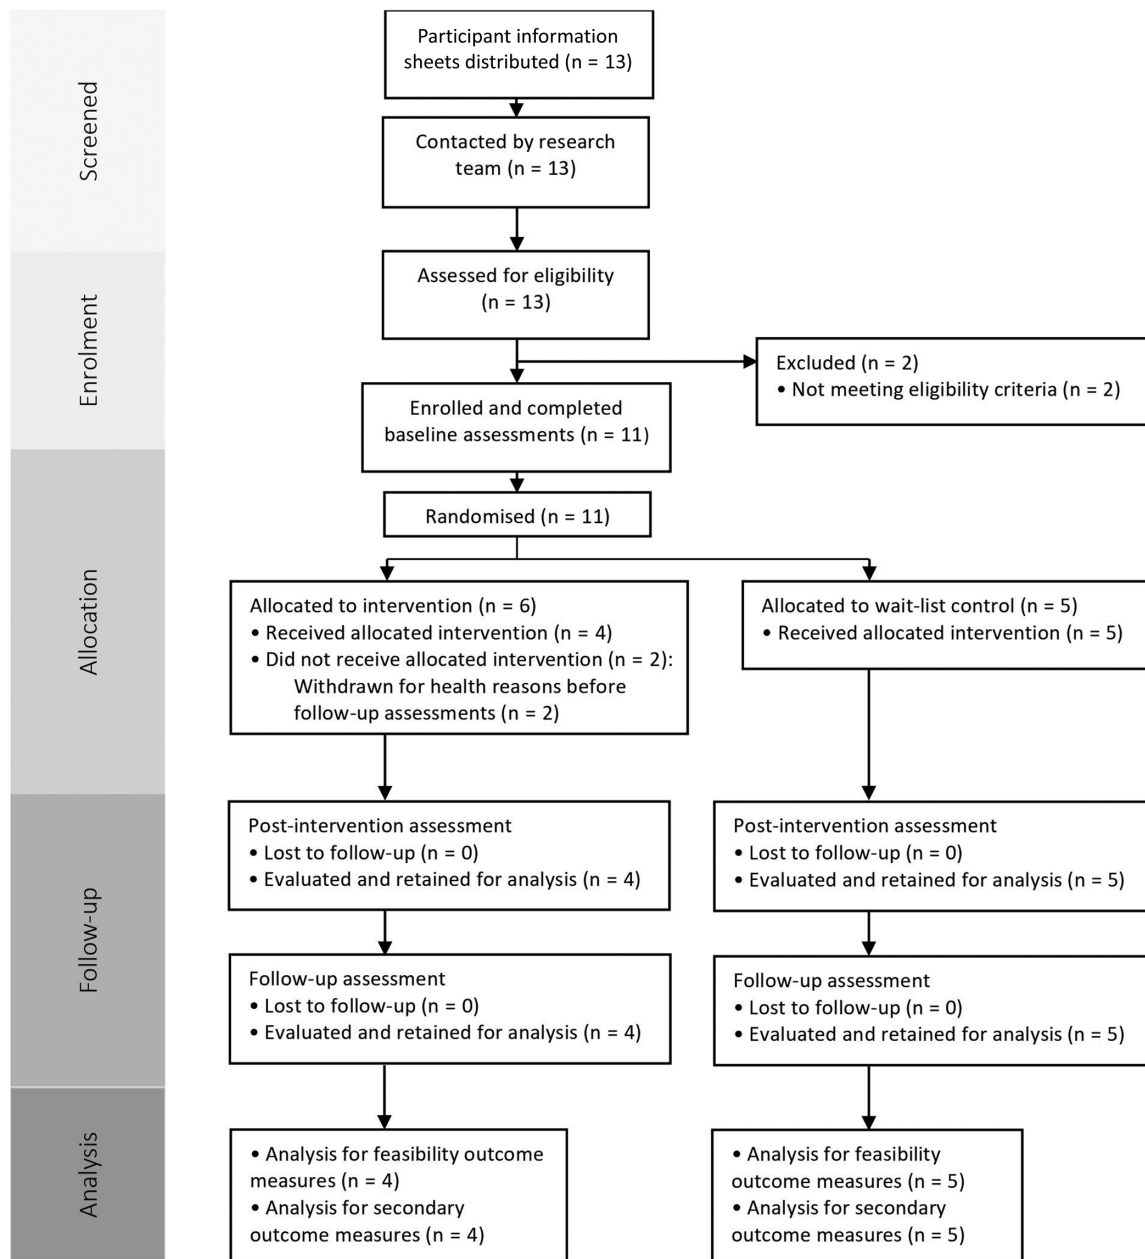 Screened
Participant information
sheets distributed (n = 13)
Contacted by research
team (n = 13)
Enrolment
Assessed for eligibility
(n = 13)
Excluded (n = 2)
• Not meeting eligibility criteria (n = 2)
Enrolled and completed
baseline assessments (n = 11)
Allocation
Randomised (n = 11)
Allocated to intervention (n = 6)
• Received allocated intervention (n = 4)
• Did not receive allocated intervention (n = 2):
Withdrawn for health reasons before
follow-up assessments (n = 2)
Allocated to wait-list control (n = 5)
• Received allocated intervention (n = 5)
Follow-up
Post-intervention assessment
• Lost to follow-up (n = 0)
• Evaluated and retained for analysis (n = 4)
Post-intervention assessment
• Lost to follow-up (n = 0)
• Evaluated and retained for analysis (n = 5)
Follow-up assessment
• Lost to follow-up (n = 0)
• Evaluated and retained for analysis (n = 4)
Follow-up assessment
• Lost to follow-up (n = 0)
• Evaluated and retained for analysis (n = 5)
Analysis
• Analysis for feasibility outcome
measures (n = 4)
• Analysis for secondary
outcome measures (n = 4)
• Analysis for feasibility
outcome measures (n = 5)
• Analysis for secondary
outcome measures (n = 5)